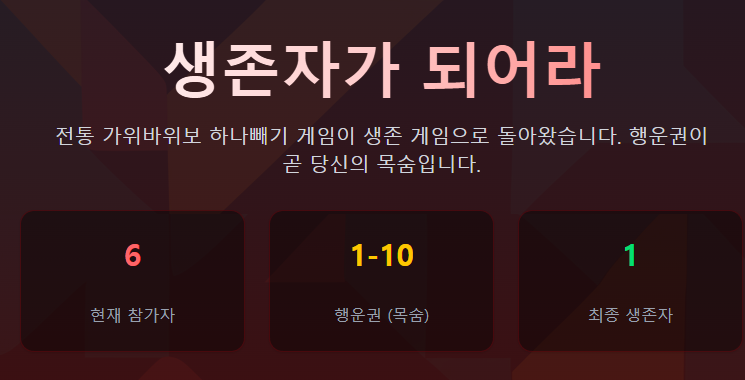 생존자가 되어라
전통 가위바위보 하나빼기 게임이 생존 게임으로 돌아왔습니다. 행운권이
곧 당신의 목숨입니다.
6
1-10
1
현재 참가자
행운권 (목숨)
최종 생존자